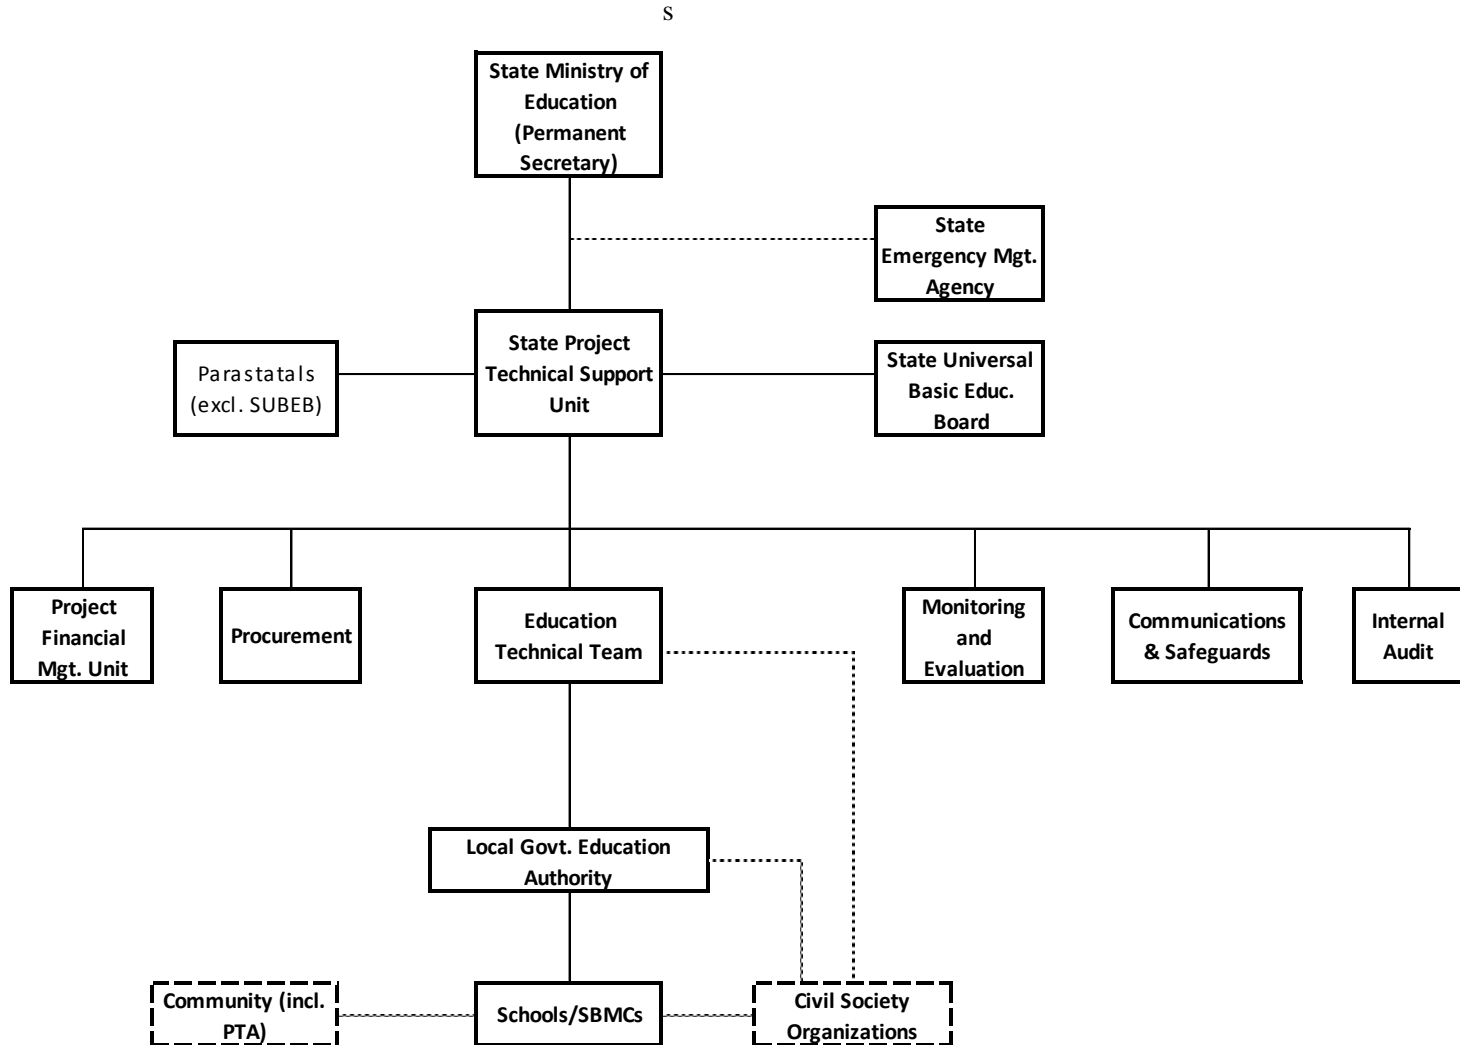 s
State Ministry of
Education
(Permanent
Secretary)
State
Emergency Mgt.
Agency
Parastatals
(excl. SUBEB)
State Project
Technical Support
Unit
State Universal
Basic Educ.
Board
Project
Financial
Mgt. Unit
Procurement
Education
Technical Team
Monitoring
and
Evaluation
Communications
& Safeguards
Internal
Audit
Local Govt. Education
Authority
Community (incl.
PTA)
Schools/SBMCs
Civil Society
Organizations